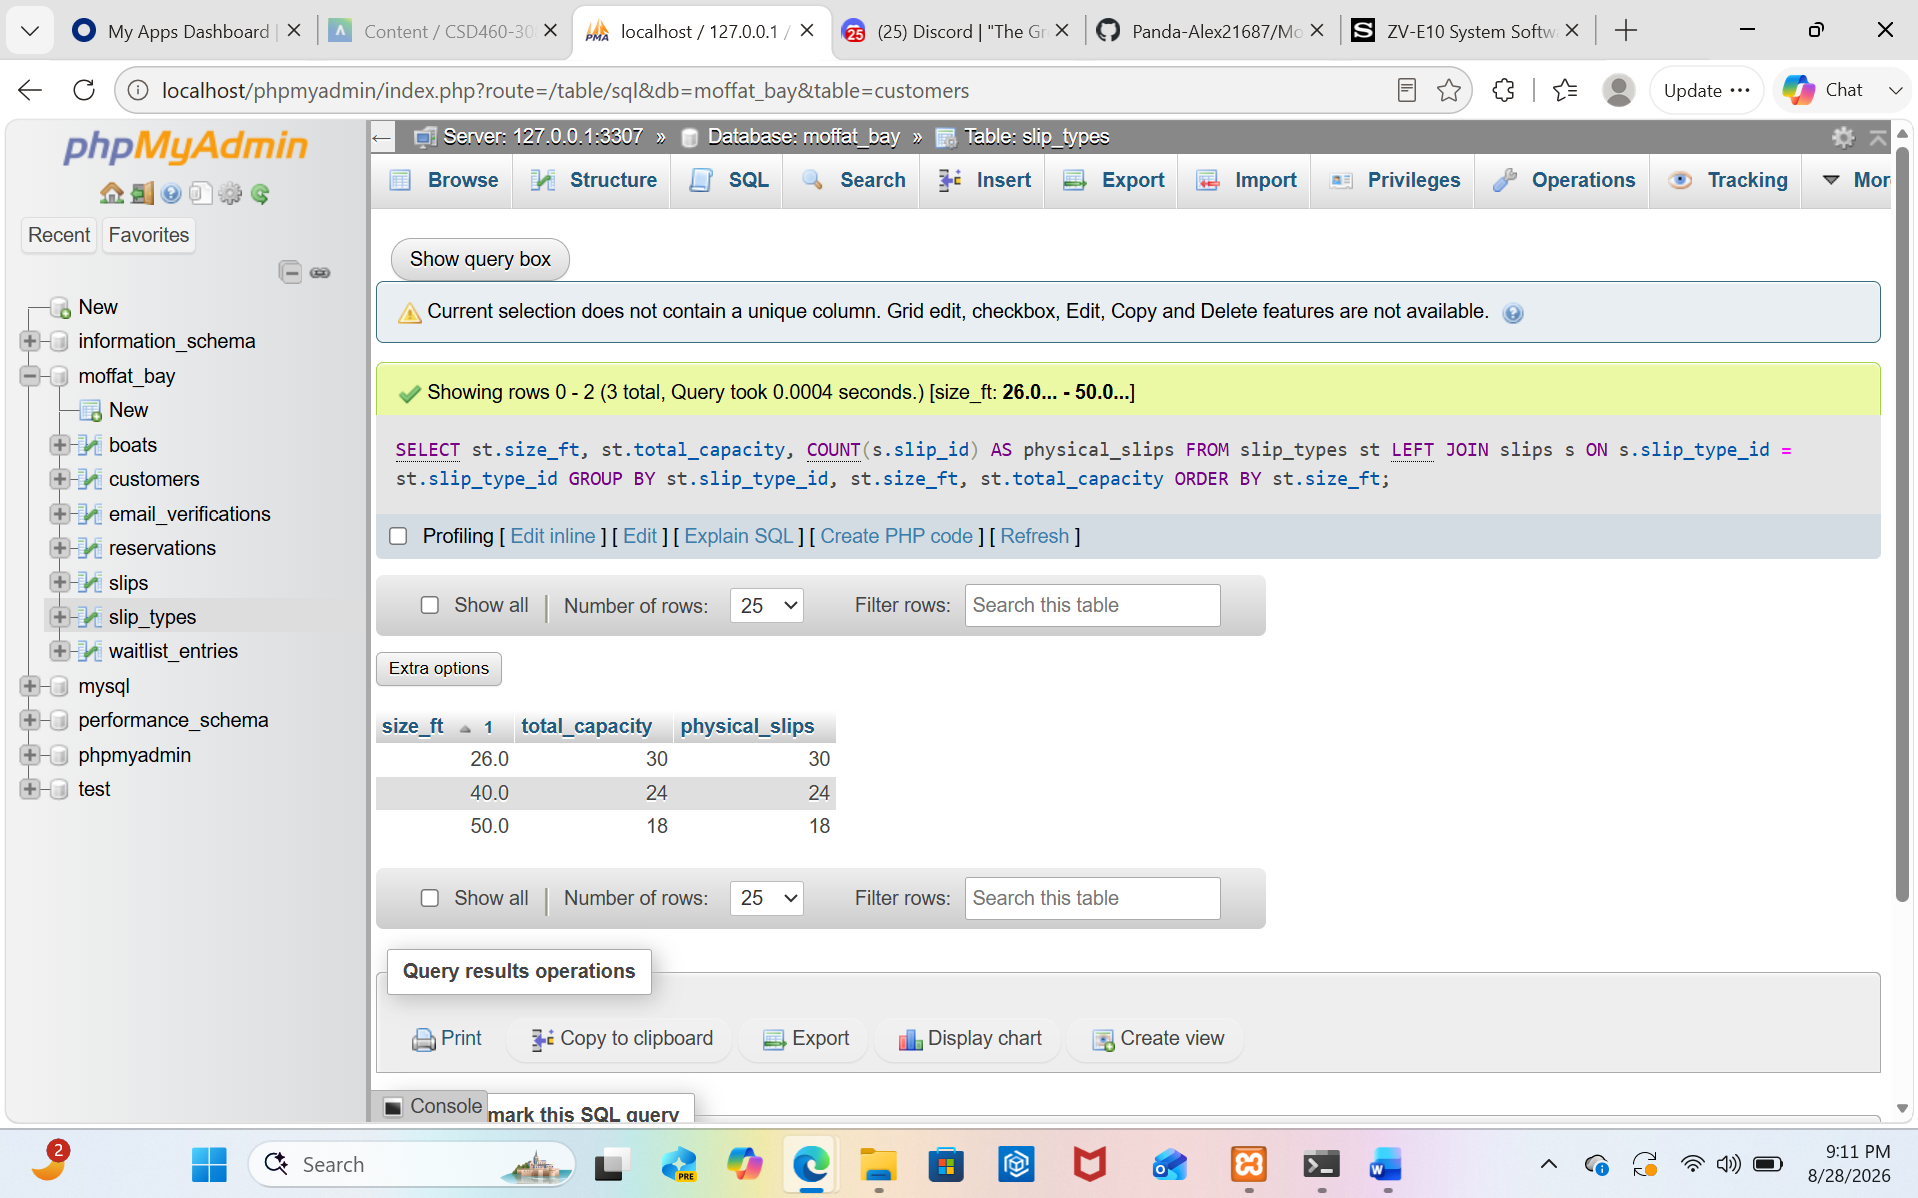 My Apps Dashboard
Content / CSD460-30
localhost / 127.0.0.1 /
25
(25) Discord | "The Gr
Panda-Alex21687/Mo
S
ZV-E10 System Softw
localhost/phpmyadmin/index.php?route=/table/sql&db=moffat_bay&table=customers
Update
Chat
phpMyAdmin
Recent
Favorites
New
information_schema
moffat_bay
New
boats
customers
email_verifications
reservations
slips
slip_types
waitlist_entries
mysql
performance_schema
phpmyadmin
test
Server: 127.0.0.1:3307 » Database: moffat_bay » Table: slip_types
Browse
Structure
SQL
Search
Insert
Export
Import
Privileges
Operations
Tracking
Mor
Show query box
Current selection does not contain a unique column. Grid edit, checkbox, Edit, Copy and Delete features are not available.
Showing rows 0 - 2 (3 total, Query took 0.0004 seconds.) [size_ft: 26.0... - 50.0...]
SELECT st.size_ft, st.total_capacity, COUNT(s.slip_id) AS physical_slips FROM slip_types st LEFT JOIN slips s ON s.slip_type_id =
st.slip_type_id GROUP BY st.slip_type_id, st.size_ft, st.total_capacity ORDER BY st.size_ft;
Profiling [ Edit inline ] [ Edit ] [ Explain SQL ] [ Create PHP code ] [ Refresh ]
Show all
Number of rows:
25
Filter rows:
Search this table
Extra options
size_ft 1 total_capacity physical_slips
26.0 30 30
40.0 24 24
50.0 18 18
Show all
Number of rows:
25
Filter rows:
Search this table
Query results operations
Print
Copy to clipboard
Export
Display chart
Create view
Console
mark this SQL query
2
Search
PRE
9:11 PM
8/28/2026